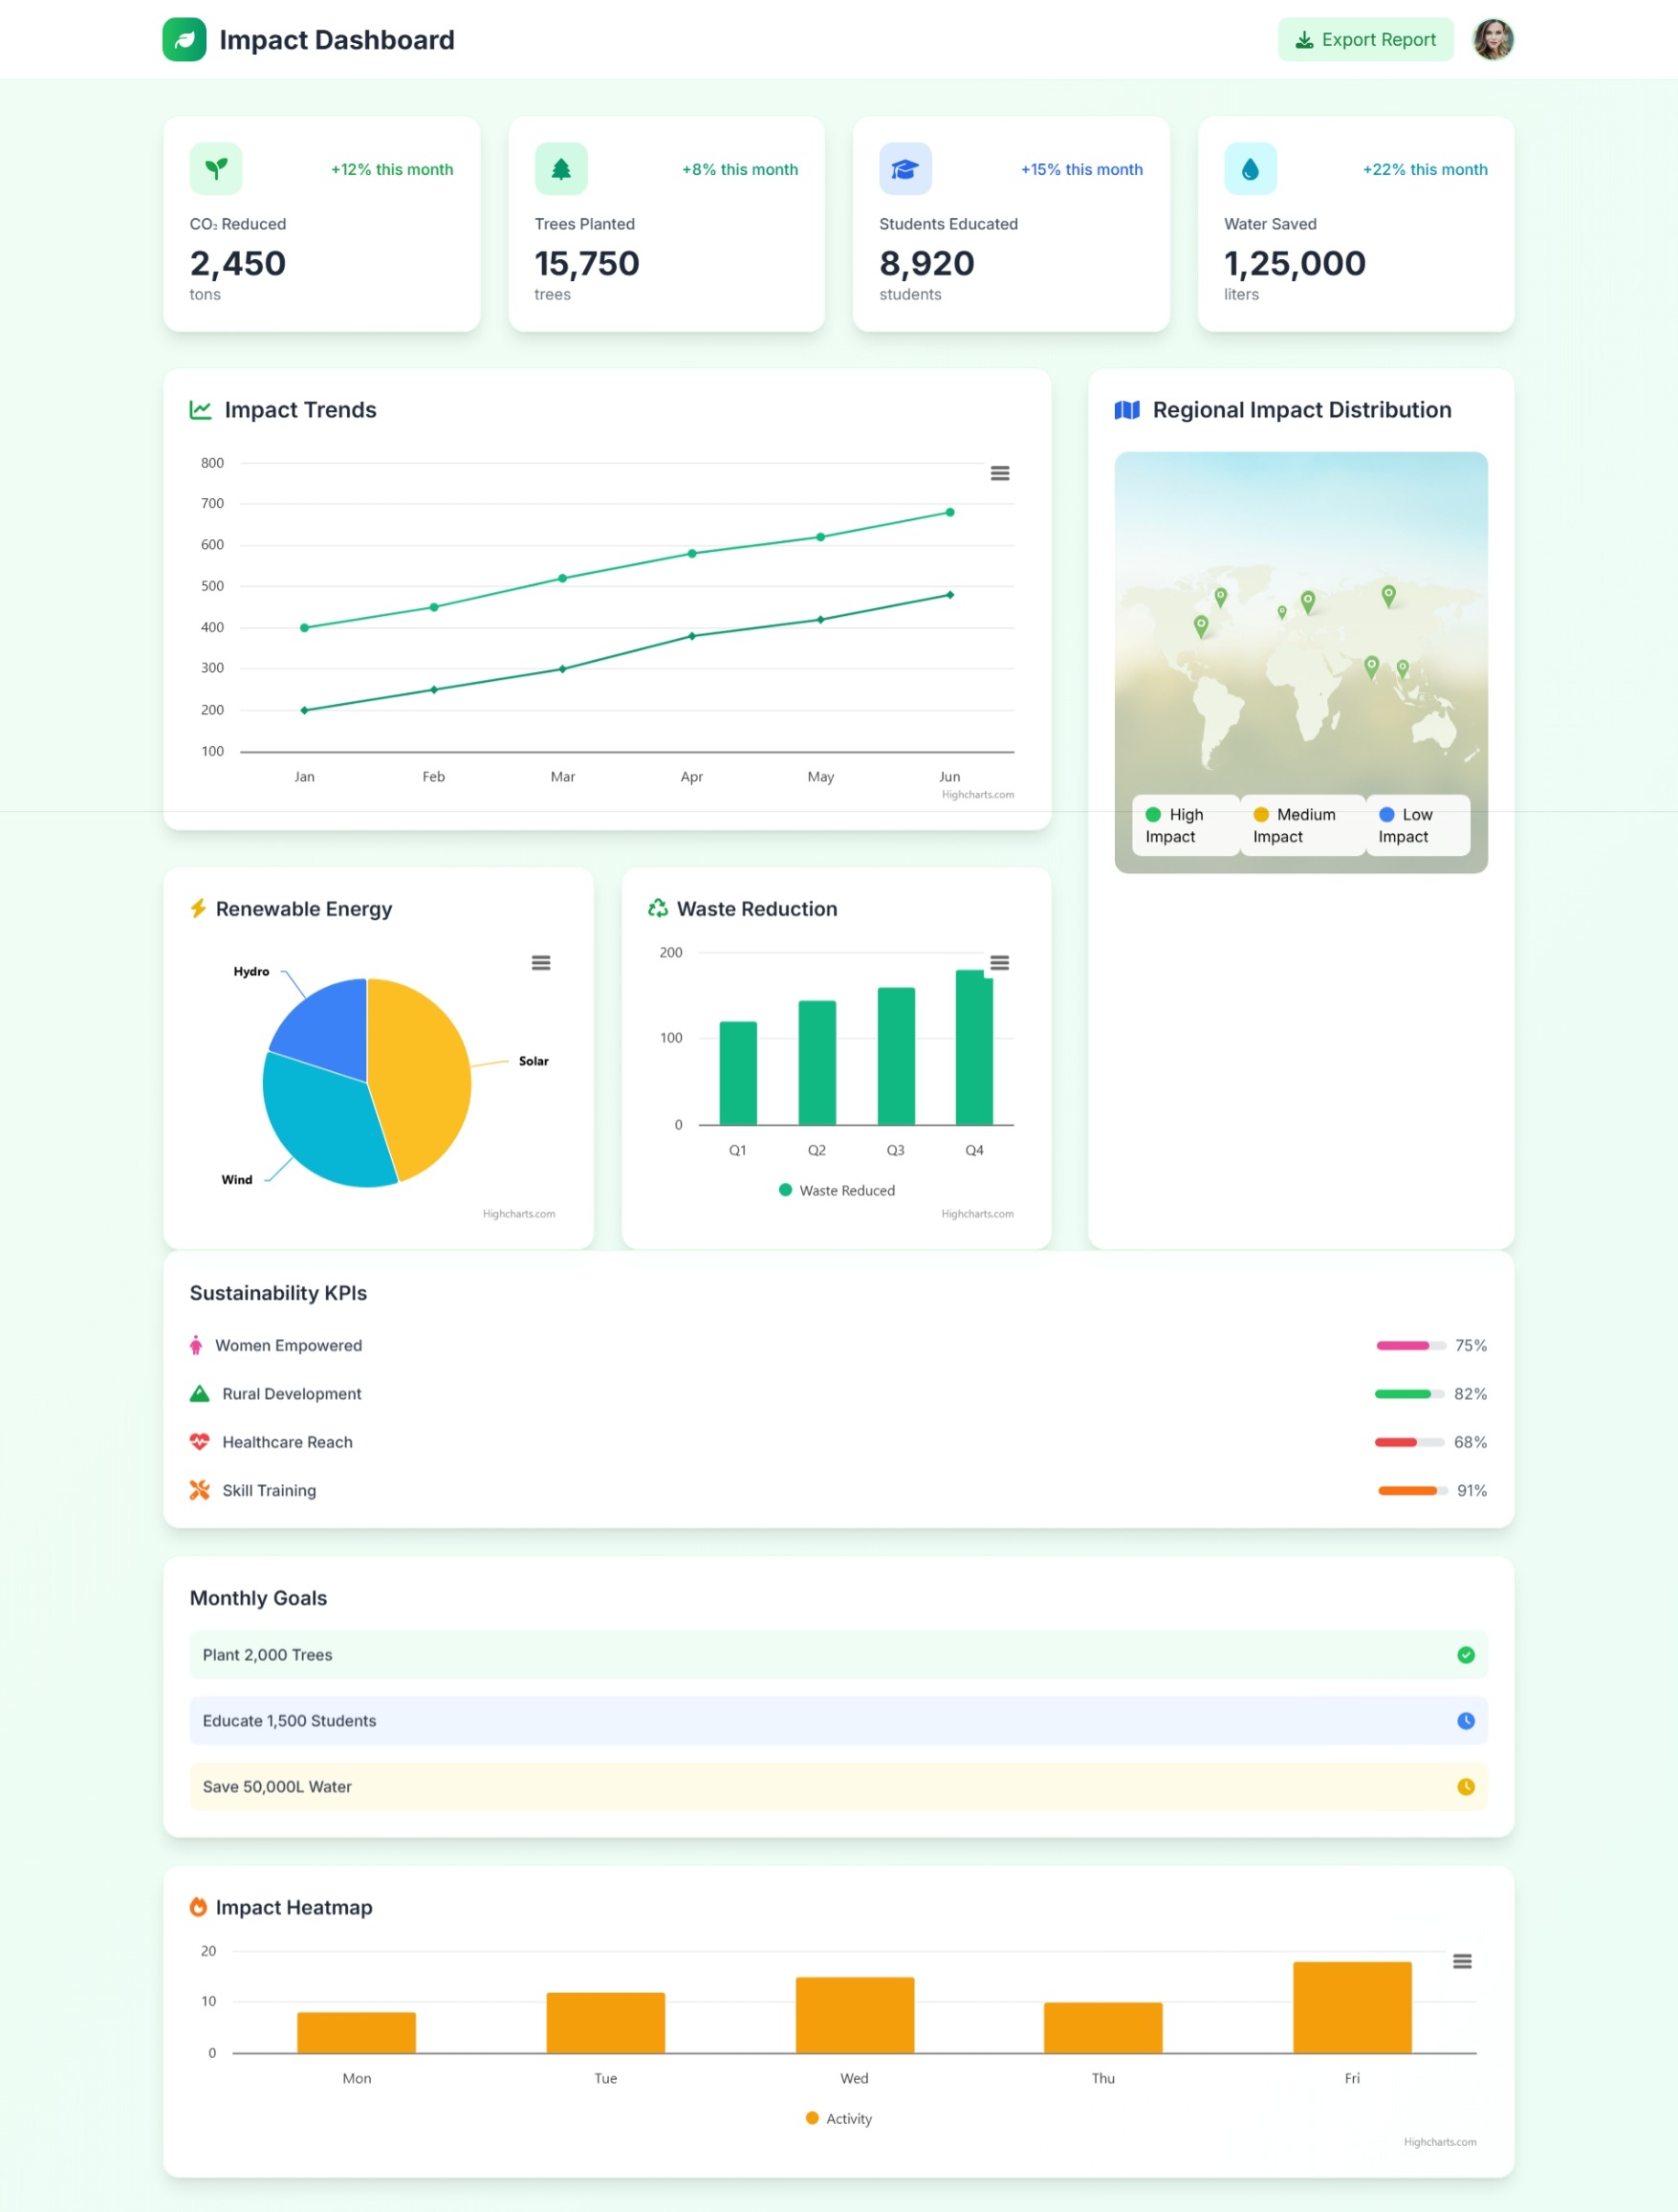 Impact Dashboard
Export Report
+12% this month
CO₂ Reduced
2,450
tons
+8% this month
Trees Planted
15,750
trees
+15% this month
Students Educated
8,920
students
+22% this month
Water Saved
1,25,000
liters
Impact Trends
800
700
600
500
400
300
200
100
Jan Feb Mar Apr May Jun
Highcharts.com
Regional Impact Distribution
High Impact
Medium Impact
Low Impact
Renewable Energy
Hydro
Solar
Wind
Highcharts.com
Waste Reduction
200
100
0
Q1 Q2 Q3 Q4
Waste Reduced
Highcharts.com
Sustainability KPIs
Women Empowered 75%
Rural Development 82%
Healthcare Reach 68%
Skill Training 91%
Monthly Goals
Plant 2,000 Trees
Educate 1,500 Students
Save 50,000L Water
Impact Heatmap
20
10
0
Mon Tue Wed Thu Fri
Activity
Highcharts.com